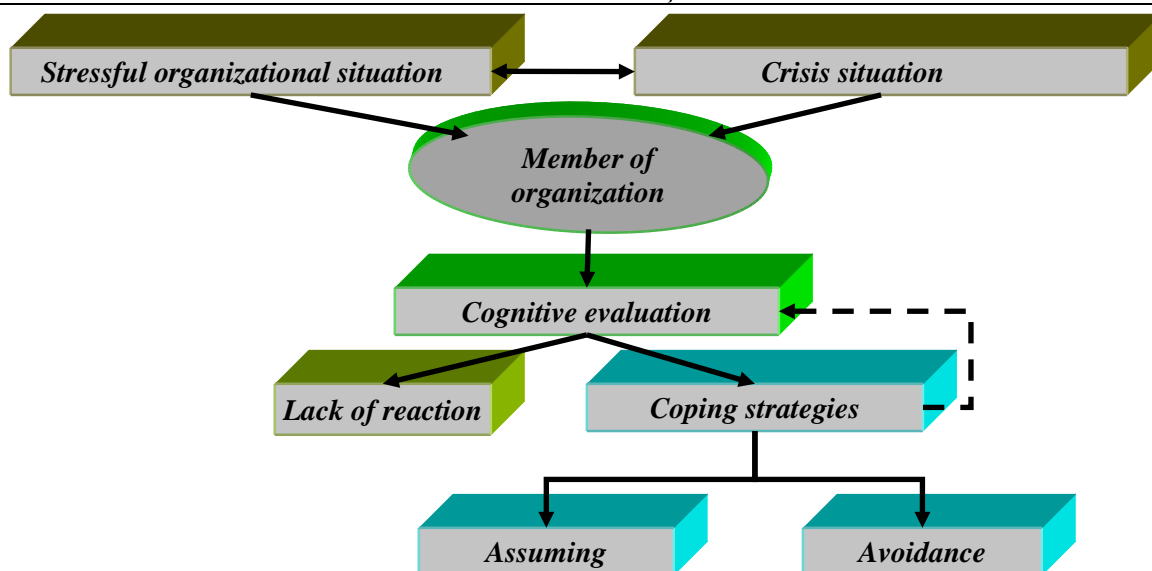 Stressful organizational situation
Crisis situation
Member of
organization
Cognitive evaluation
Lack of reaction
Coping strategies
Assuming
Avoidance